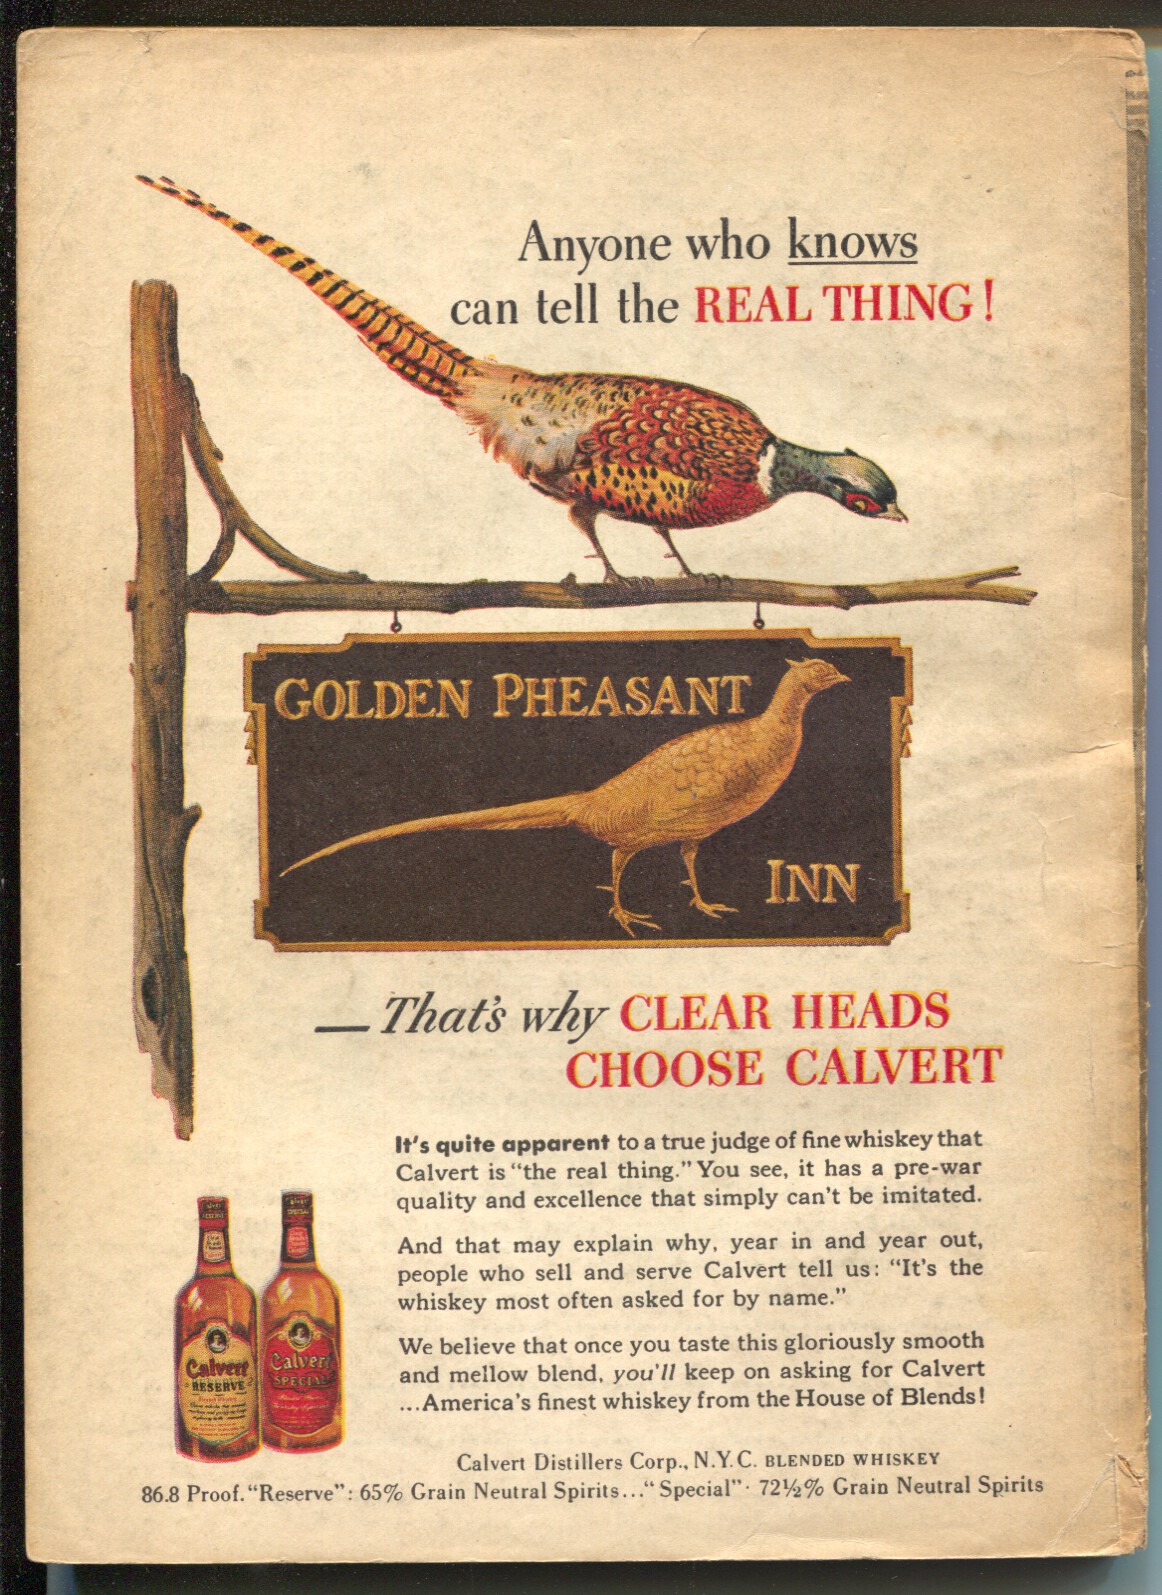 Anyone who knows
can tell the REAL THING!
GOLDEN PHEASANT
INN
—That's why CLEAR HEADS
CHOOSE CALVERT
It's quite apparent to a true judge of fine whiskey that
Calvert is "the real thing." You see, it has a pre-war
quality and excellence that simply can't be imitated.
And that may explain why, year in and year out,
people who sell and serve Calvert tell us: "It's the
whiskey most often asked for by name."
We believe that once you taste this gloriously smooth
and mellow blend, you'll keep on asking for Calvert
...America's finest whiskey from the House of Blends!
Calvert
RESERVE
Calvert
SPECIAL
Calvert Distillers Corp., N.Y.C. BLENDED WHISKEY
86.8 Proof. "Reserve": 65% Grain Neutral Spirits..."Special"· 72½% Grain Neutral Spirits